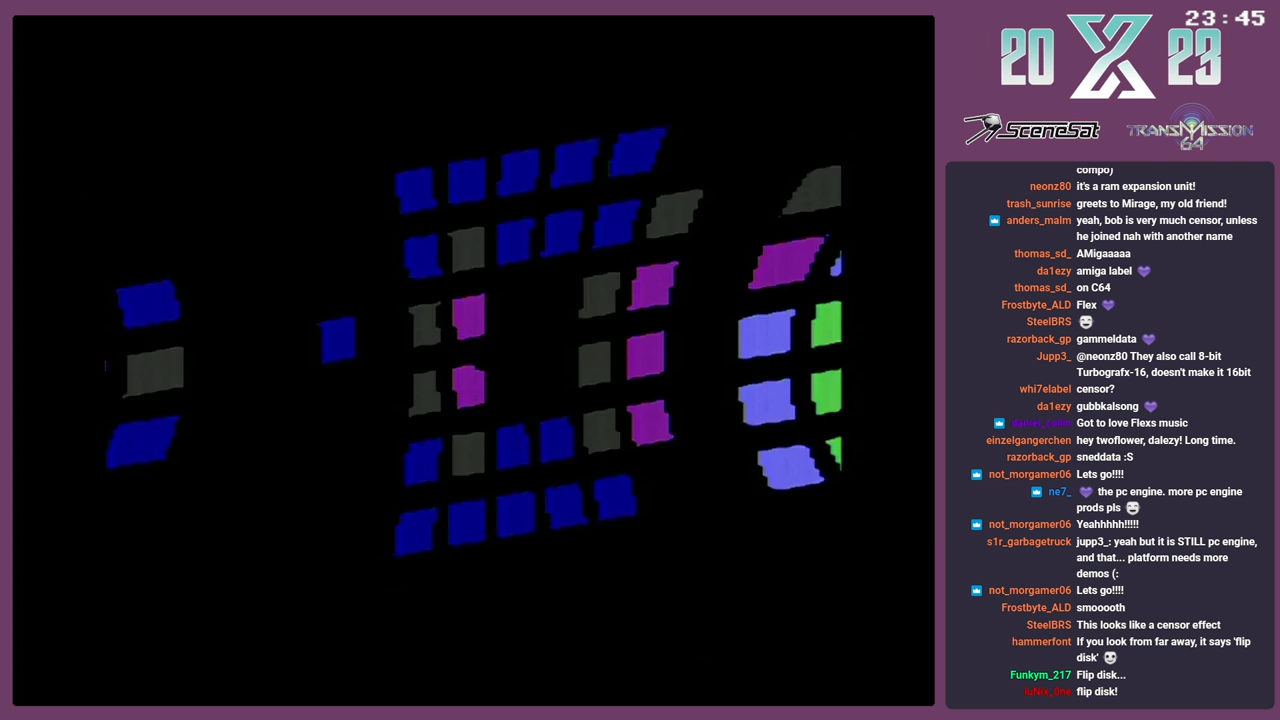 23:45
20 X 23
SCENESAT
TRANSMISSION
64
compo)
neonz80 it's a ram expansion unit!
trash_sunrise greets to Mirage, my old friend!
anders_malm yeah, bob is very much censor, unless
he joined nah with another name
thomas_sd_ AMigaaaaa
da1ezy amiga label
thomas_sd_ on C64
Frostbyte_ALD Flex
SteelBRS
razorback_gp gammeldata
Jupp3_ @neonz80 They also call 8-bit
Turbografx-16, doesn't make it 16bit
whi7elabel censor?
da1ezy gubbkalsong
Got to love Flexs music
einzelgangerchen hey twoflower, dalezy! Long time.
razorback_gp sneddata :S
not_morgamer06 Lets go!!!!
ne7_ the pc engine. more pc engine
prods pls
not_morgamer06 Yeahhhhh!!!!!
s1r_garbagetruck jupp3_: yeah but it is STILL pc engine,
and that... platform needs more
demos (:
not_morgamer06 Lets go!!!!
Frostbyte_ALD smooooth
SteelBRS This looks like a censor effect
hammerfont If you look from far away, it says 'flip
disk'
Funkym_217 Flip disk...
luNix_0ne flip disk!